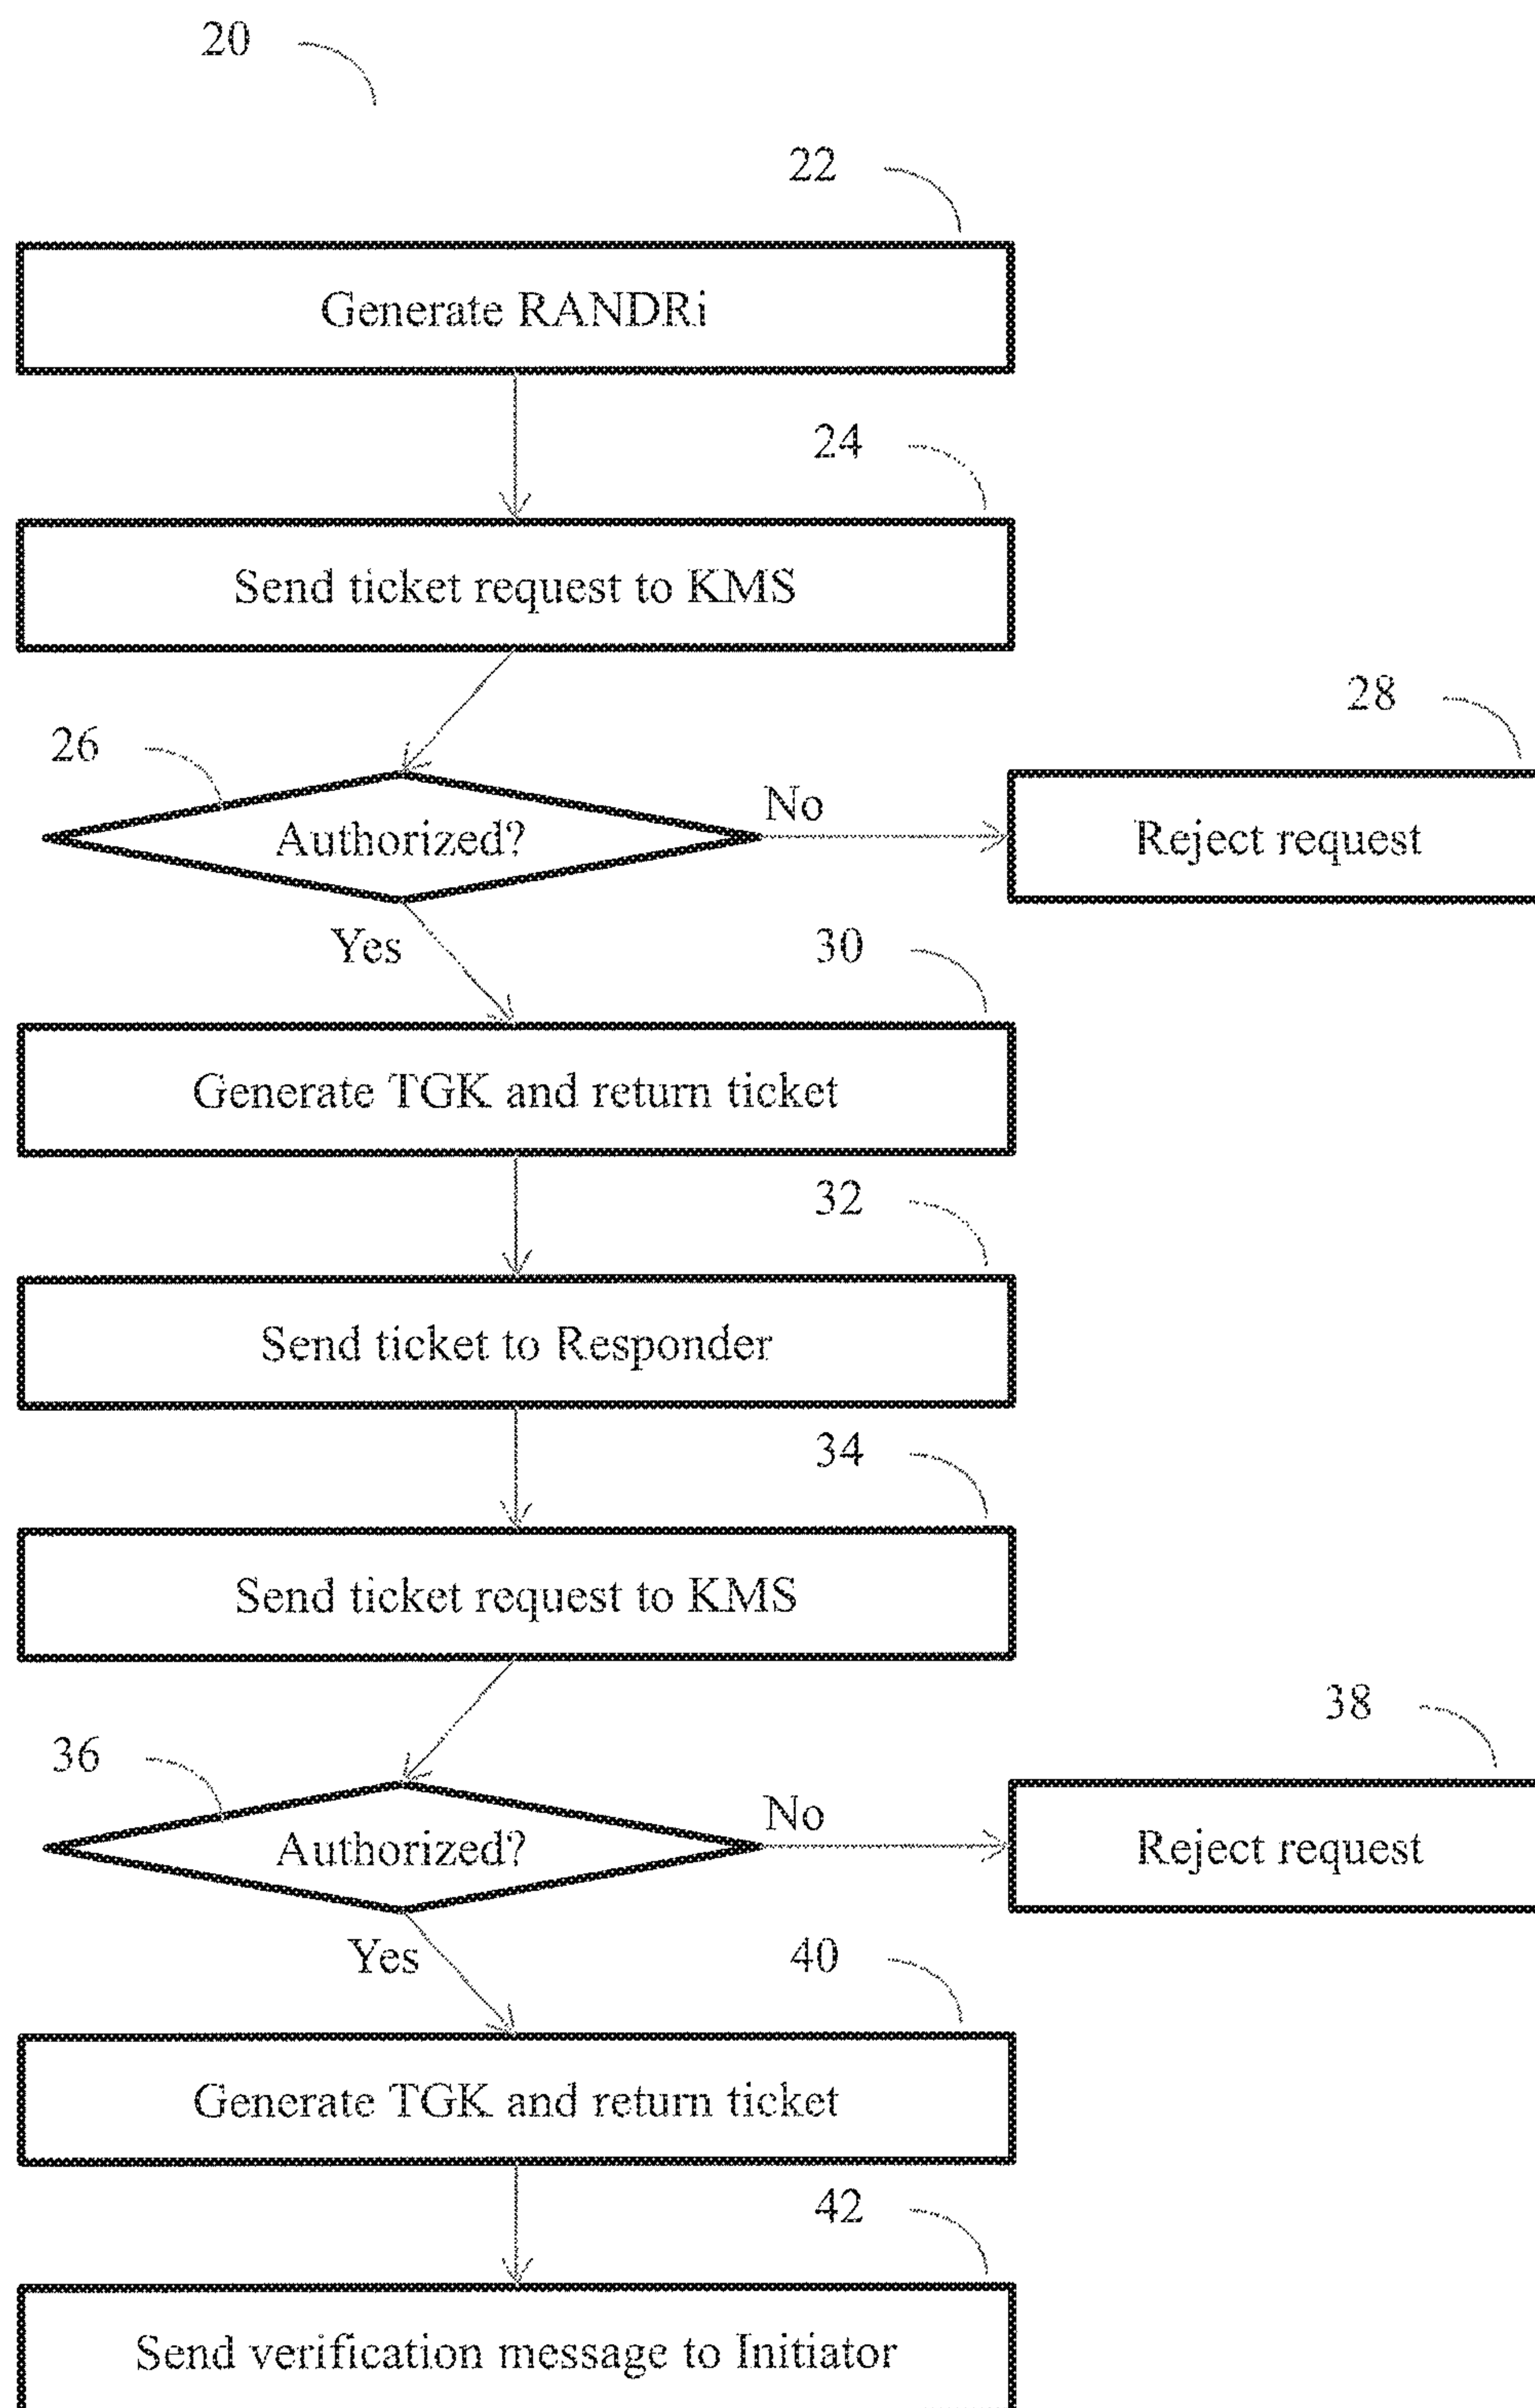 20
22
Generate RANDRi
24
Send ticket request to KMS
28
26
No
Authorized?
Reject request
Yes
30
Generate TGK and return ticket
32
Send ticket to Responder
34
Send ticket request to KMS
38
36
No
Authorized?
Reject request
Yes
40
Generate TGK and return ticket
42
Send verification message to Initiator